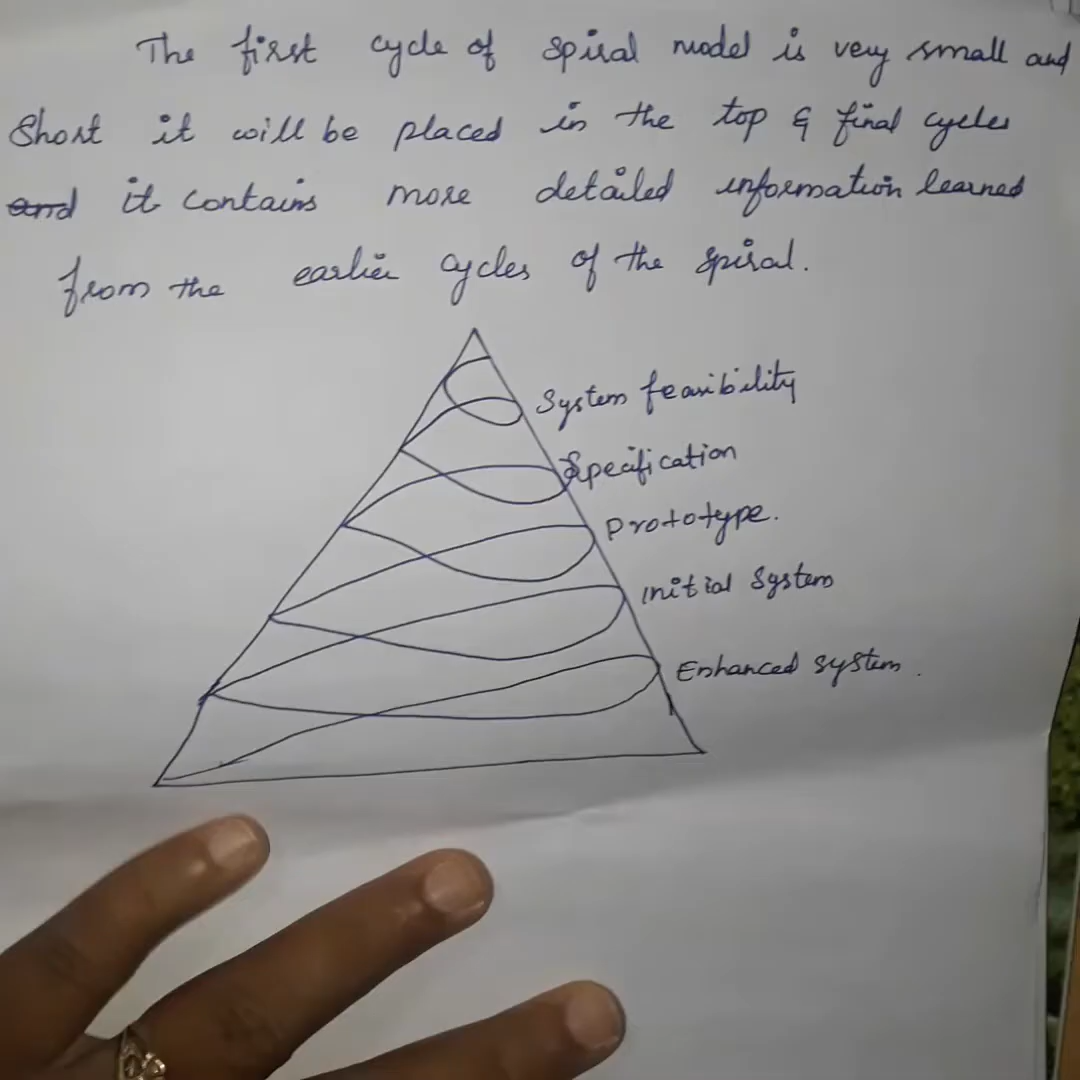 The first cycle of spiral model is very small and
Short it will be placed in the top & final cycles
and it contains more detailed information learned
from the earlier cycles of the spiral.
System feasibility
Specification
Prototype.
Initial System
Enhanced system.